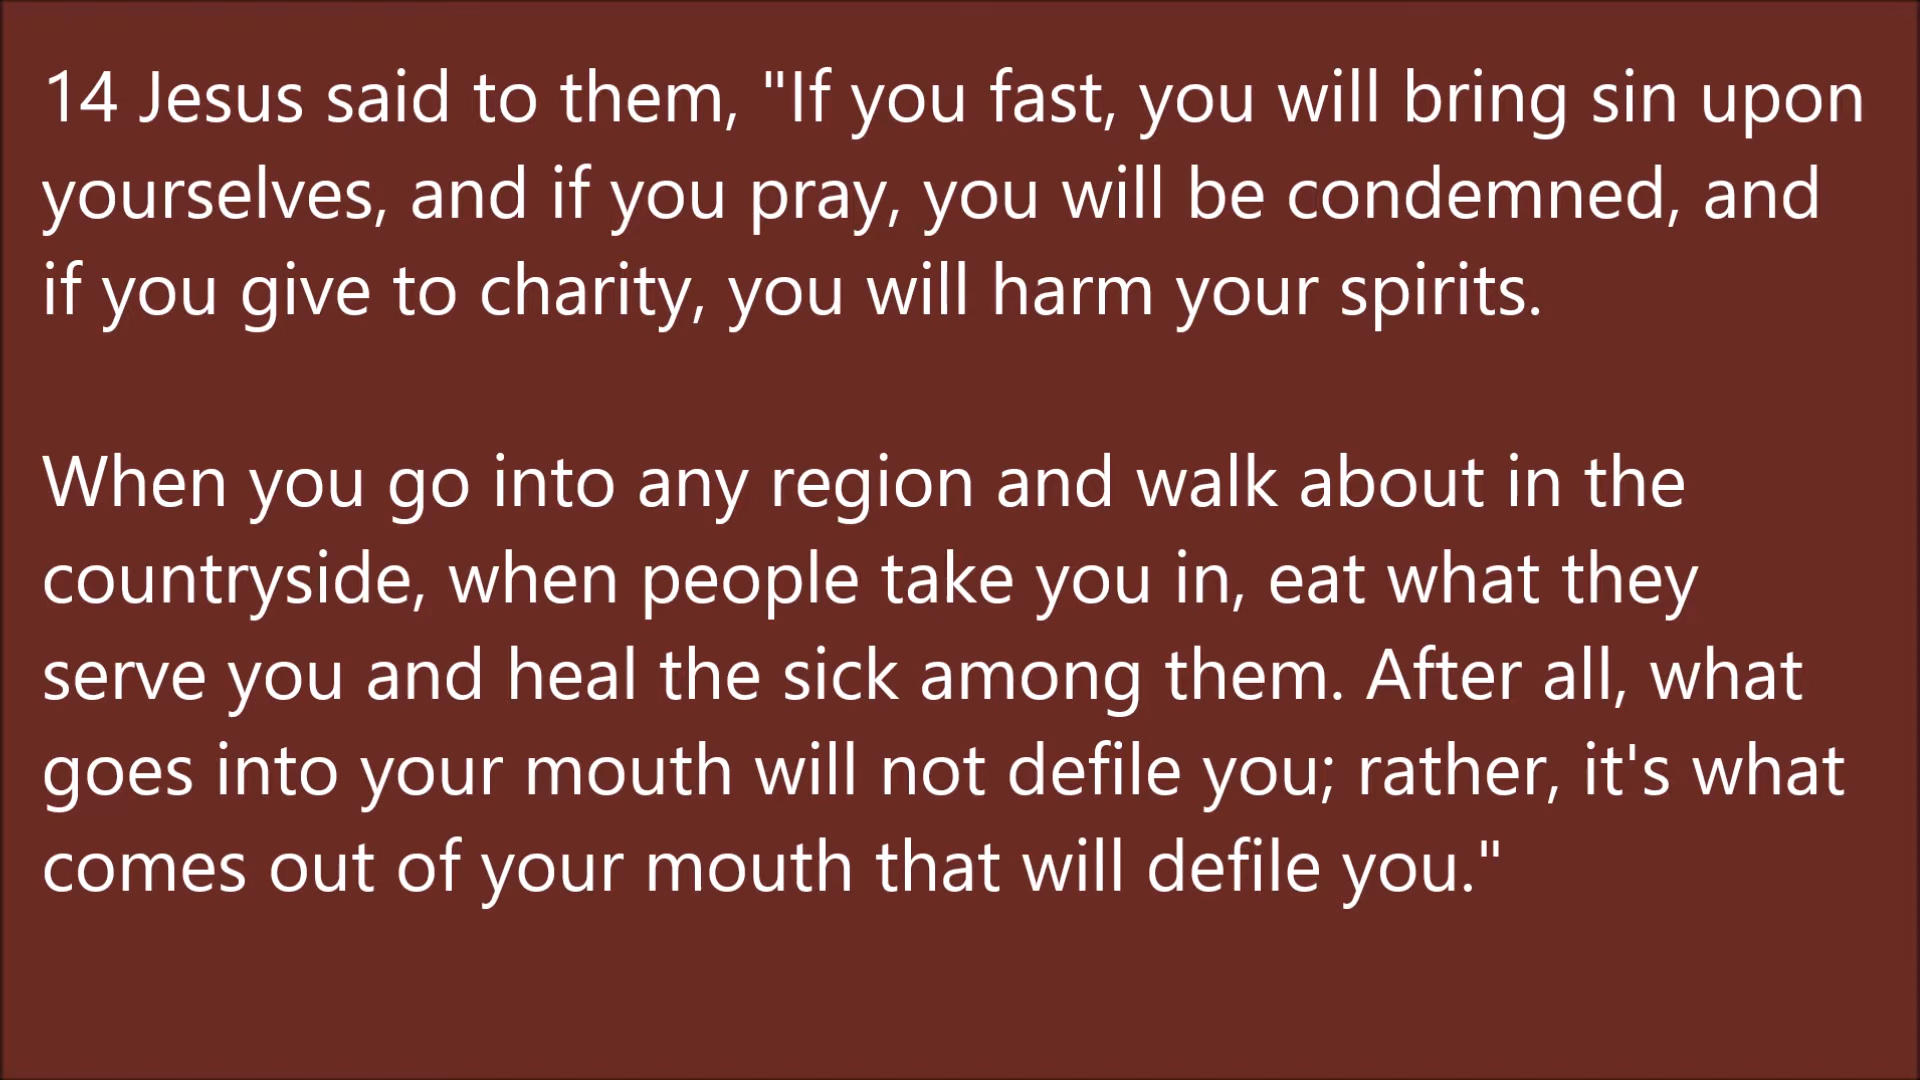 14 Jesus said to them, "If you fast, you will bring sin upon
yourselves, and if you pray, you will be condemned, and
if you give to charity, you will harm your spirits.
When you go into any region and walk about in the
countryside, when people take you in, eat what they
serve you and heal the sick among them. After all, what
goes into your mouth will not defile you; rather, it's what
comes out of your mouth that will defile you."